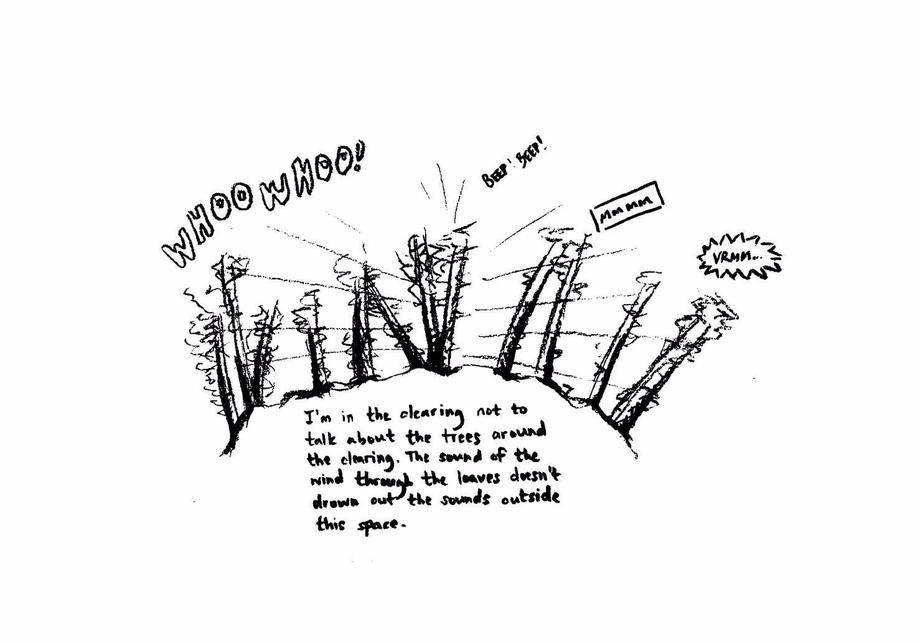 WHOO WHOO!
BEEP! BEEP!
Mmmmm
VRMM...
I'm in the clearing not to
talk about the trees around
the clearing. The sound of the
wind through the leaves doesn't
drown out the sounds outside
this space.